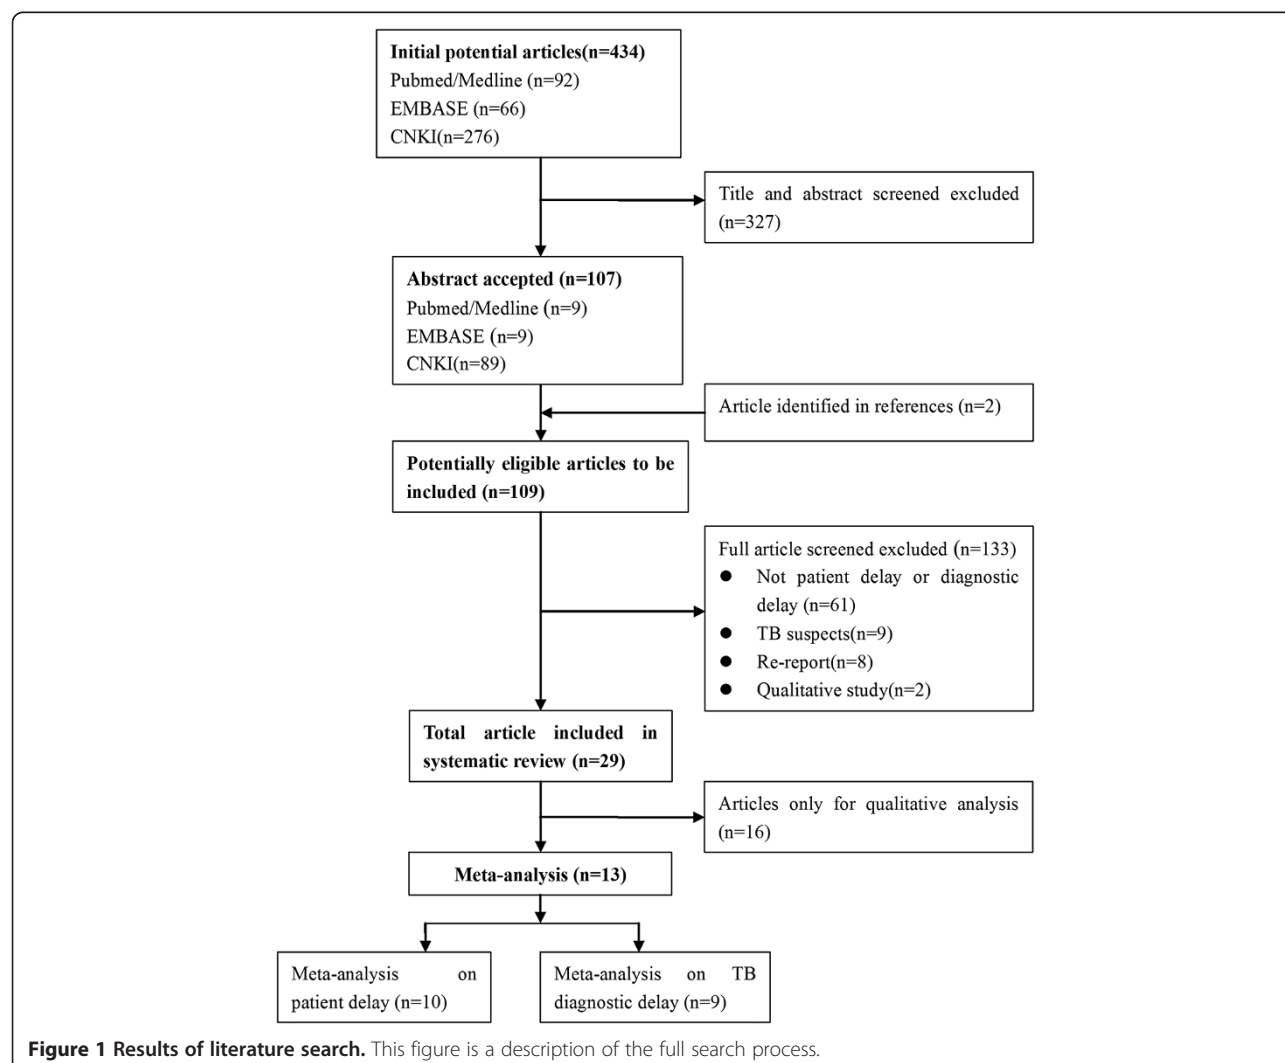 Initial potential articles(n=434)
Pubmed/Medline (n=92)
EMBASE (n=66)
CNKI(n=276)
Title and abstract screened excluded
(n=327)
Abstract accepted (n=107)
Pubmed/Medline (n=9)
EMBASE (n=9)
CNKI(n=89)
Article identified in references (n=2)
Potentially eligible articles to be
included (n=109)
Full article screened excluded (n=133)
● Not patient delay or diagnostic
delay (n=61)
● TB suspects(n=9)
● Re-report(n=8)
● Qualitative study(n=2)
Total article included in
systematic review (n=29)
Articles only for qualitative analysis
(n=16)
Meta-analysis (n=13)
Meta-analysis on
patient delay (n=10)
Meta-analysis on TB
diagnostic delay (n=9)
Figure 1 Results of literature search. This figure is a description of the full search process.